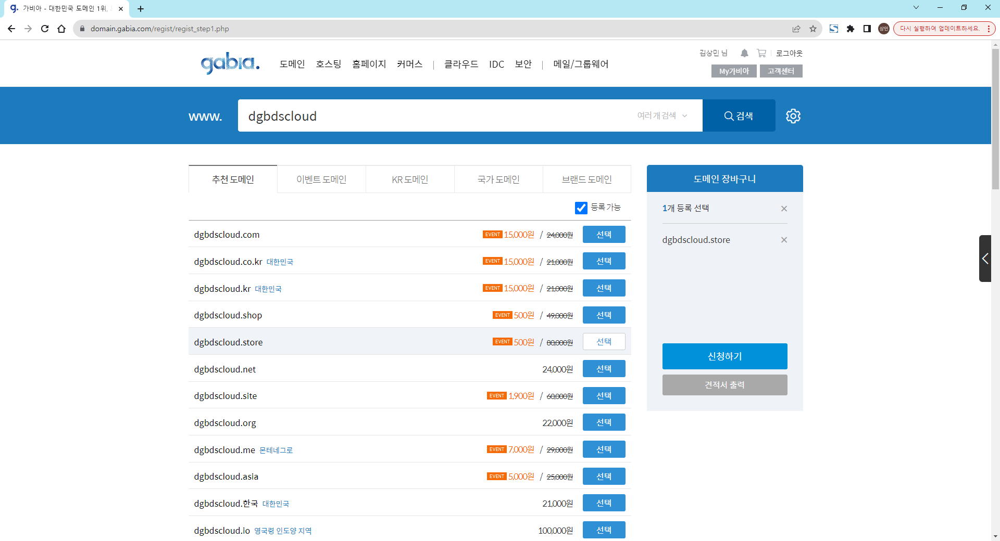 가비아 - 대한민국 도메인 1위,
domain.gabia.com/regist/regist_step1.php
상민
다시 실행하여 업데이트하세요.
gabia.
도메인 호스팅 홈페이지 커머스 | 클라우드 IDC 보안 | 메일/그룹웨어
김상민 님
로그아웃
My가비아
고객센터
www.
dgbdscloud
여러 개 검색
검색
추천 도메인
이벤트 도메인
KR 도메인
국가 도메인
브랜드 도메인
등록 가능
dgbdscloud.com EVENT 15,000원 / 24,000원 선택
dgbdscloud.co.kr 대한민국 EVENT 15,000원 / 21,000원 선택
dgbdscloud.kr 대한민국 EVENT 15,000원 / 21,000원 선택
dgbdscloud.shop EVENT 500원 / 49,000원 선택
dgbdscloud.store EVENT 500원 / 80,000원 선택
dgbdscloud.net 24,000원 선택
dgbdscloud.site EVENT 1,900원 / 60,000원 선택
dgbdscloud.org 22,000원 선택
dgbdscloud.me 몬테네그로 EVENT 7,000원 / 29,000원 선택
dgbdscloud.asia EVENT 5,000원 / 25,000원 선택
dgbdscloud.한국 대한민국 21,000원 선택
dgbdscloud.io 영국령 인도양 지역 100,000원 선택
도메인 장바구니
1개 등록 선택
dgbdscloud.store
신청하기
견적서 출력